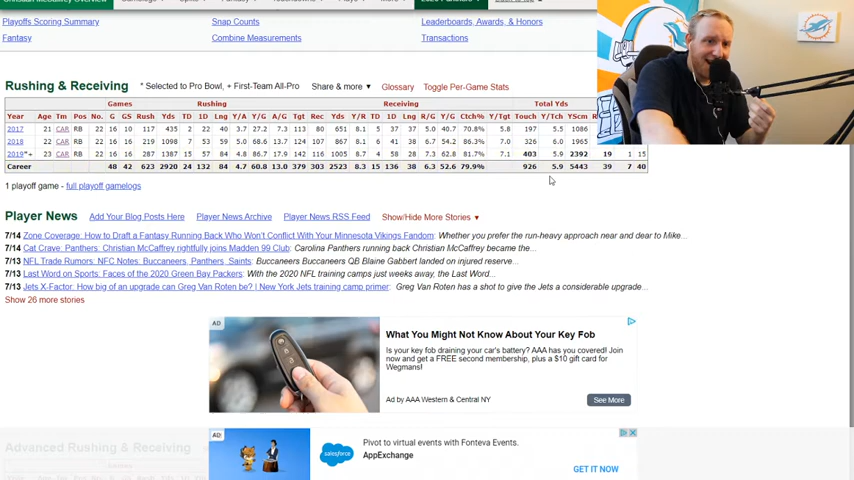 Playoffs Scoring Summary Snap Counts Leaderboards, Awards, & Honors
Fantasy Combine Measurements Transactions
Rushing & Receiving * Selected to Pro Bowl, + First-Team All-Pro Share & more ▼ Glossary Toggle Per-Game Stats
Games Rushing Receiving Total Yds
Year Age Tm Pos No. G GS Rush Yds TD 1D Lng Y/A Y/G A/G Tgt Rec Yds Y/R TD 1D Lng R/G Y/G Ctch% Y/Tgt Touch Y/Tch YScm
2017 21 CAR RB 22 16 10 117 435 2 22 40 3.7 27.2 7.3 113 80 651 8.1 5 37 37 5.0 40.7 70.8% 5.8 197 5.5 1086
2018 22 CAR RB 22 16 16 219 1098 7 53 59 5.0 68.6 13.7 124 107 867 8.1 6 41 38 6.7 54.2 86.3% 7.0 326 6.0 1965
2019*+ 23 CAR RB 22 16 16 287 1387 15 57 84 4.8 86.7 17.9 142 116 1005 8.7 4 58 28 7.3 62.8 81.7% 7.1 403 5.9 2392 19 1 15
Career 48 42 623 2920 24 132 84 4.7 60.8 13.0 379 303 2523 8.3 15 136 41 6.3 52.6 79.9% 926 5.9 5443 39 7 40
1 playoff game - full playoff gamelogs
Player News Add Your Blog Posts Here Player News Archive Player News RSS Feed Show/Hide More Stories ▼
7/14 Zone Coverage: How to Draft a Fantasy Running Back Who Won't Conflict With Your Minnesota Vikings Fandom: Whether you prefer the run-heavy approach near and dear to Mike...
7/14 Cat Crave: Panthers: Christian McCaffrey rightfully joins Madden 99 Club: Carolina Panthers running back Christian McCaffrey became the...
7/13 NFL Trade Rumors: NFC Notes: Buccaneers, Panthers, Saints: Buccaneers Buccaneers QB Blaine Gabbert landed on injured reserve...
7/13 Last Word on Sports: Faces of the 2020 Green Bay Packers: With the 2020 NFL training camps just weeks away, the Last Word...
7/13 Jets X-Factor: How big of an upgrade can Greg Van Roten be? | New York Jets training camp primer: Greg Van Roten has a shot to give the Jets a considerable upgrade...
Show 26 more stories
AD
What You Might Not Know About Your Key Fob
Is your key fob draining your car's battery? AAA has you covered! Join
now and get a FREE second membership, plus a $10 gift card for
Wegmans!
Ad by AAA Western & Central NY See More
Advanced Rushing & Receiving
AD
Pivot to virtual events with Fonteva Events.
salesforce AppExchange
GET IT NOW